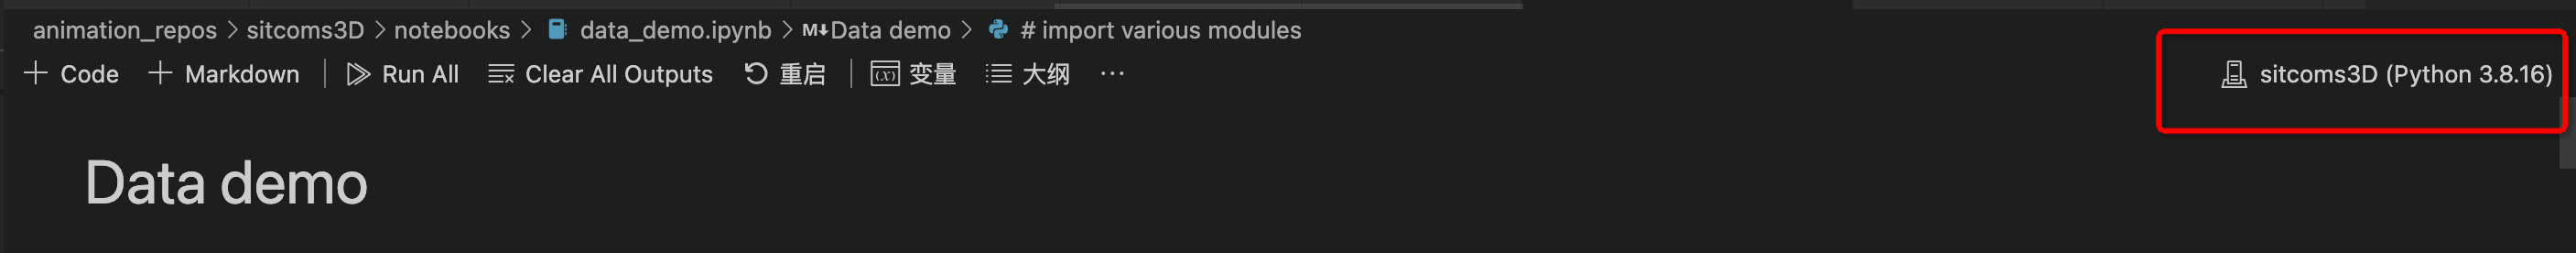 animation_repos > sitcoms3D > notebooks > data_demo.ipynb > M↓Data demo > # import various modules
+ Code + Markdown | Run All Clear All Outputs 重启 | (x) 变量 大纲 ··· sitcoms3D (Python 3.8.16)
Data demo